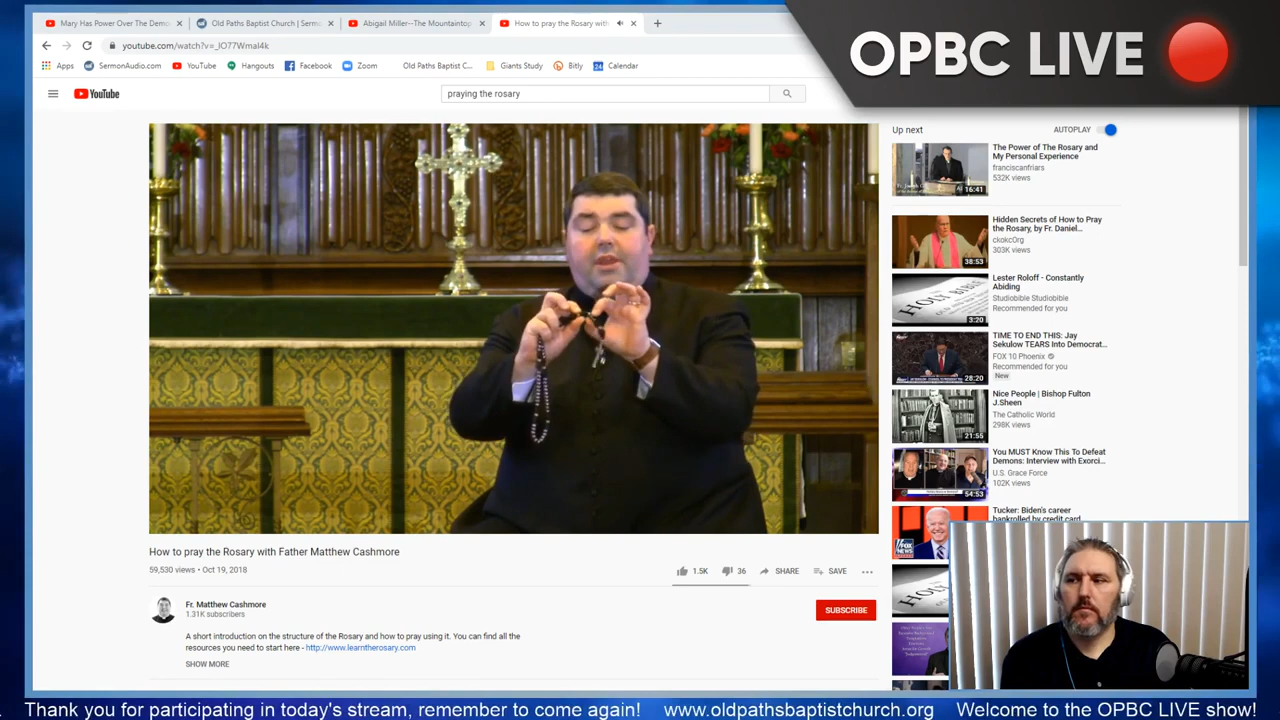 Mary Has Power Over The Demo
Old Paths Baptist Church | Serm
Abigail Miller--The Mountaintop
How to pray the Rosary with
youtube.com/watch?v=_IO77WmaI4k
Apps
SermonAudio.com
YouTube
Hangouts
Facebook
Zoom
Old Paths Baptist C...
Giants Study
Bitly
24
Calendar
OPBC LIVE
YouTube
praying the rosary
Up next
AUTOPLAY
The Power of The Rosary and
My Personal Experience
franciscanfriars
532K views
16:41
Hidden Secrets of How to Pray
the Rosary, by Fr. Daniel...
ckokcOrg
303K views
38:53
Lester Roloff - Constantly
Abiding
Studiobible Studiobible
Recommended for you
HOLY BIBLE
3:20
TIME TO END THIS: Jay
Sekulow TEARS Into Democrat...
FOX 10 Phoenix
Recommended for you
New
28:20
Nice People | Bishop Fulton
J.Sheen
The Catholic World
298K views
21:55
You MUST Know This To Defeat
Demons: Interview with Exorci...
U.S. Grace Force
102K views
54:53
Tucker: Biden's career
bankrolled by credit card
FOX
NEWS
How to pray the Rosary with Father Matthew Cashmore
59,530 views • Oct 19, 2018
1.5K
36
SHARE
SAVE
Fr. Matthew Cashmore
1.31K subscribers
SUBSCRIBE
A short introduction on the structure of the Rosary and how to pray using it. You can find all the
resources you need to start here - http://www.learntherosary.com
SHOW MORE
Thank you for participating in today's stream, remember to come again! www.oldpathsbaptistchurch.org Welcome to the OPBC LIVE show!